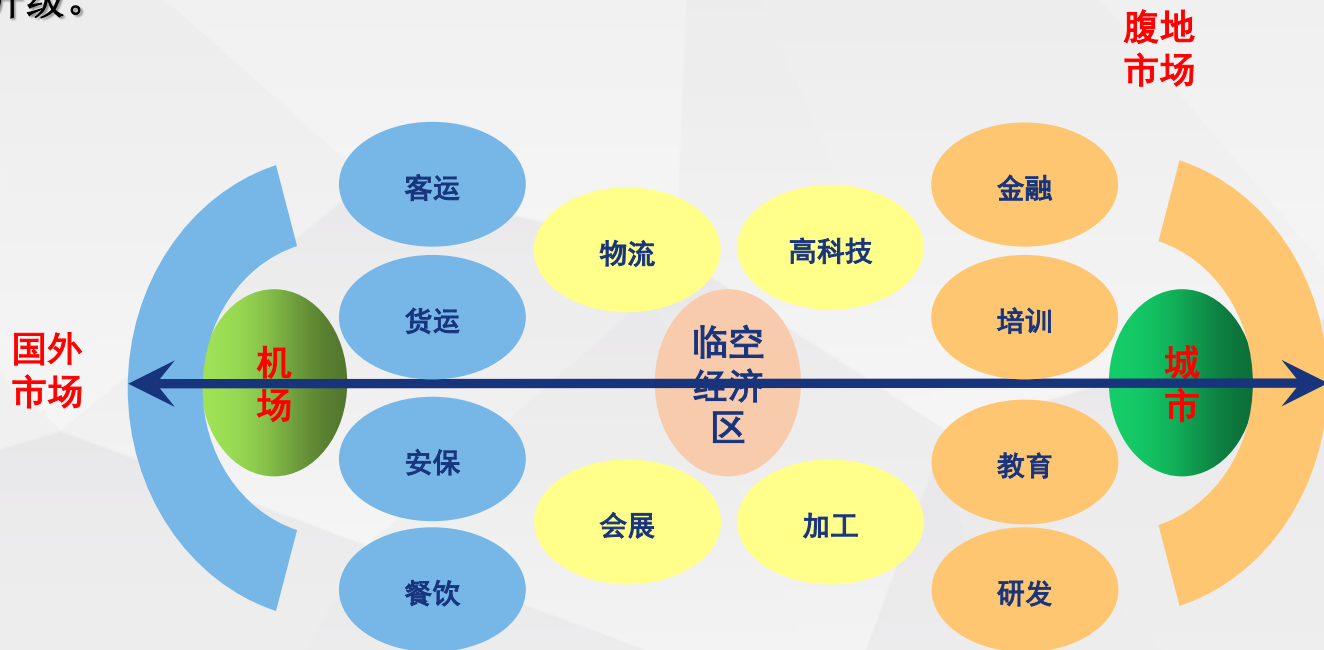 升级。
腹地
市场
客运
金融
物流
高科技
货运
培训
国外
市场
机
场
临空
经济
区
城
市
安保
教育
会展
加工
餐饮
研发